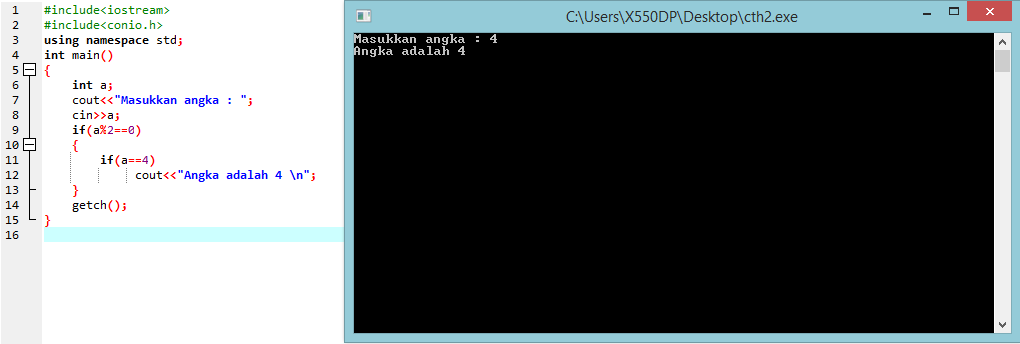 1 #include<iostream>
2 #include<conio.h>
3 using namespace std;
4 int main()
5 {
6 int a;
7 cout<<"Masukkan angka : ";
8 cin>>a;
9 if(a%2==0)
10 {
11 if(a==4)
12 cout<<"Angka adalah 4 \n";
13 }
14 getch();
15 }
16
C:\Users\X550DP\Desktop\cth2.exe
Masukkan angka : 4
Angka adalah 4